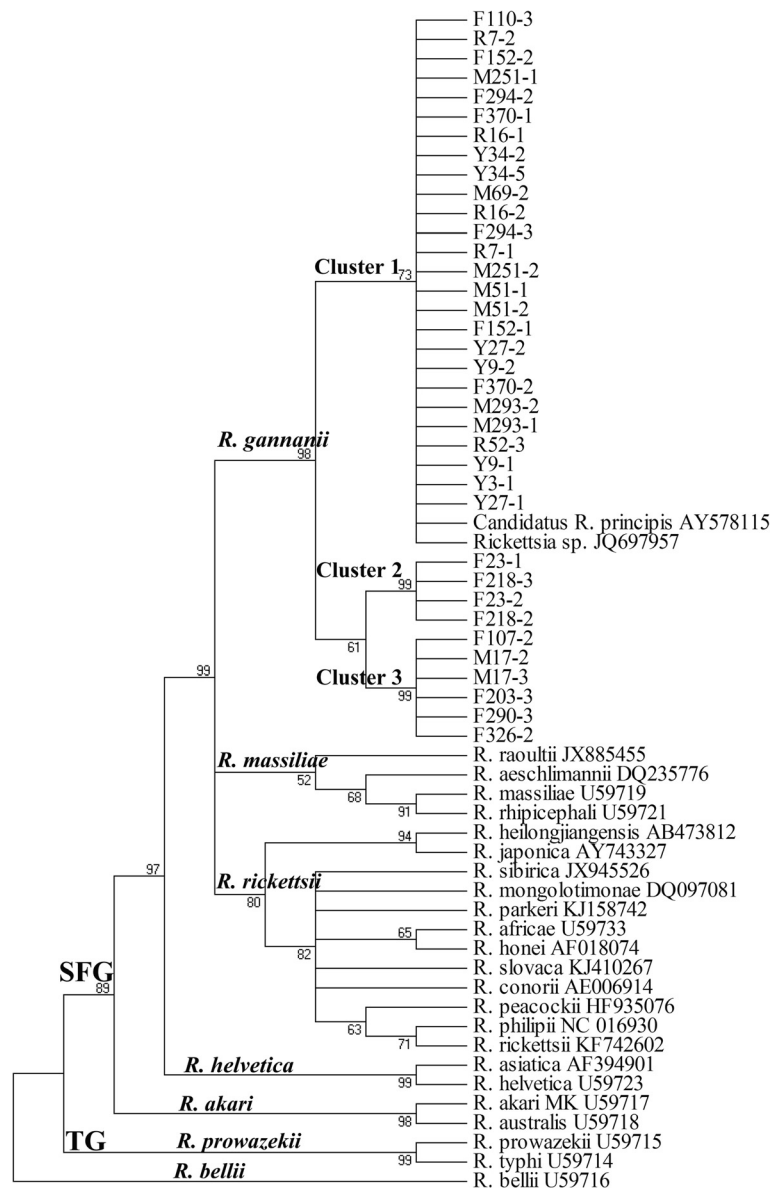 F110-3
R7-2
F152-2
M251-1
F294-2
F370-1
R16-1
Y34-2
Y34-5
M69-2
R16-2
F294-3
R7-1
Cluster 1 73
M251-2
M51-1
M51-2
F152-1
Y27-2
Y9-2
F370-2
M293-2
M293-1
R. gannanii 98
R52-3
Y9-1
Y3-1
Y27-1
Candidatus R. principis AY578115
Rickettsia sp. JQ697957
F23-1
Cluster 2 99
F218-3
F23-2
F218-2
F107-2
61
M17-2
99
Cluster 3 99
M17-3
F203-3
F290-3
F326-2
R. raoultii JX885455
R. massiliae 52
R. aeschlimannii DQ235776
68
R. massiliae U59719
91
R. rhipicephali U59721
94
R. heilongjiangensis AB473812
R. japonica AY743327
97
R. sibirica JX945526
R. rickettsii 80
R. mongolotimonae DQ097081
R. parkeri KJ158742
65
R. africae U59733
82
R. honei AF018074
SFG 89
R. slovaca KJ410267
R. conorii AE006914
R. peacockii HF935076
63
R. philipii NC 016930
71
R. rickettsii KF742602
R. helvetica 99
R. asiatica AF394901
R. helvetica U59723
R. akari 98
R. akari MK U59717
R. australis U59718
TG
R. prowazekii 99
R. prowazekii U59715
R. typhi U59714
R. bellii
R. bellii U59716